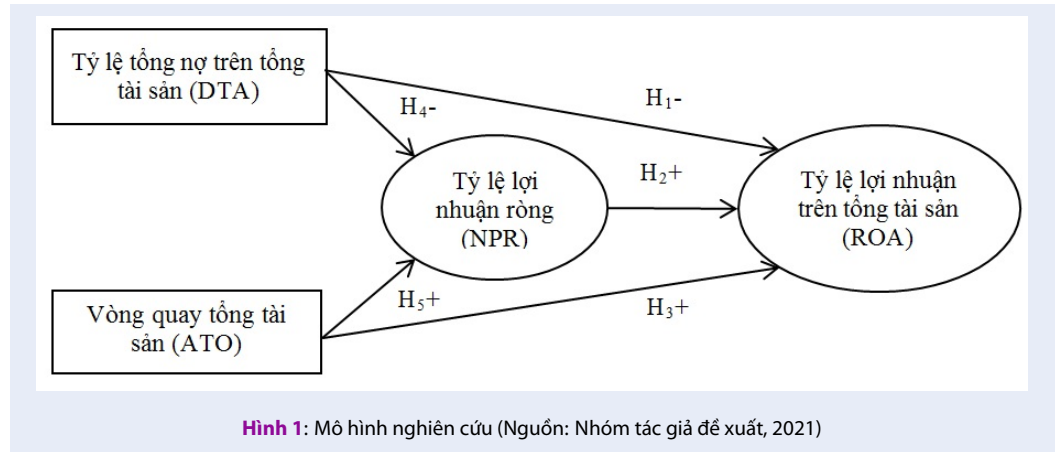 Tỷ lệ tổng nợ trên tổng
tài sản (DTA)
H₄-
H₁-
Tỷ lệ lợi
nhuận ròng
(NPR)
H₂+
Tỷ lệ lợi nhuận
trên tổng tài sản
(ROA)
Vòng quay tổng tài
sản (ATO)
H₅+
H₃+
Hình 1: Mô hình nghiên cứu (Nguồn: Nhóm tác giả đề xuất, 2021)